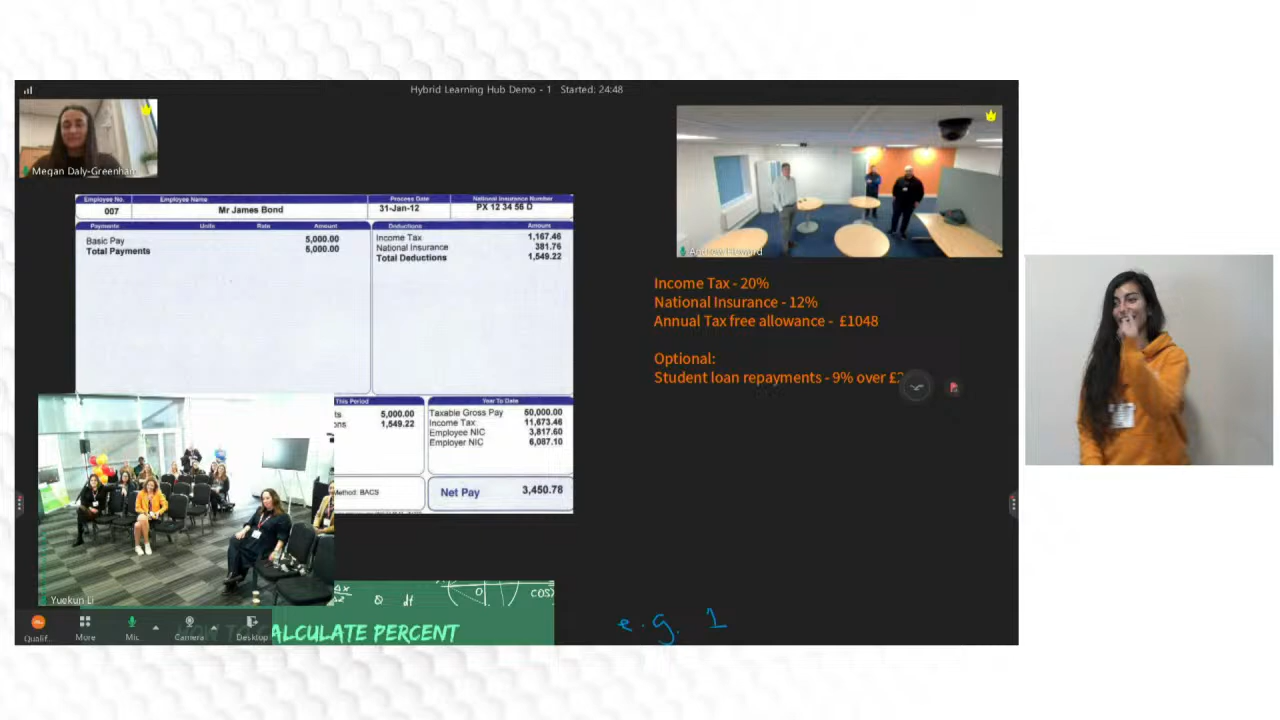 Hybrid Learning Hub Demo - 1 Started: 24:48
Megan Daly-Greenham
Employee No. Employee Name Process Date National Insurance Number
007 Mr James Bond 31-Jan-12 PX 12 34 56 D
Payments Units Rate Amount Deductions Amount
Basic Pay 5,000.00 Income Tax 1,167.46
Total Payments 5,000.00 National Insurance 381.76
Total Deductions 1,549.22
Andrew Howard
Income Tax - 20%
National Insurance - 12%
Annual Tax free allowance - £1048
Optional:
Student loan repayments - 9% over
This Period Year To Date
5,000.00 Taxable Gross Pay 50,000.00
1,549.22 Income Tax 11,673.46
Employee NIC 3,817.60
Employer NIC 6,087.10
Method: BACS Net Pay 3,450.78
Yuekun Li
CALCULATE PERCENT
e.g. 1
Qualif.. More Mic Camera Desktop